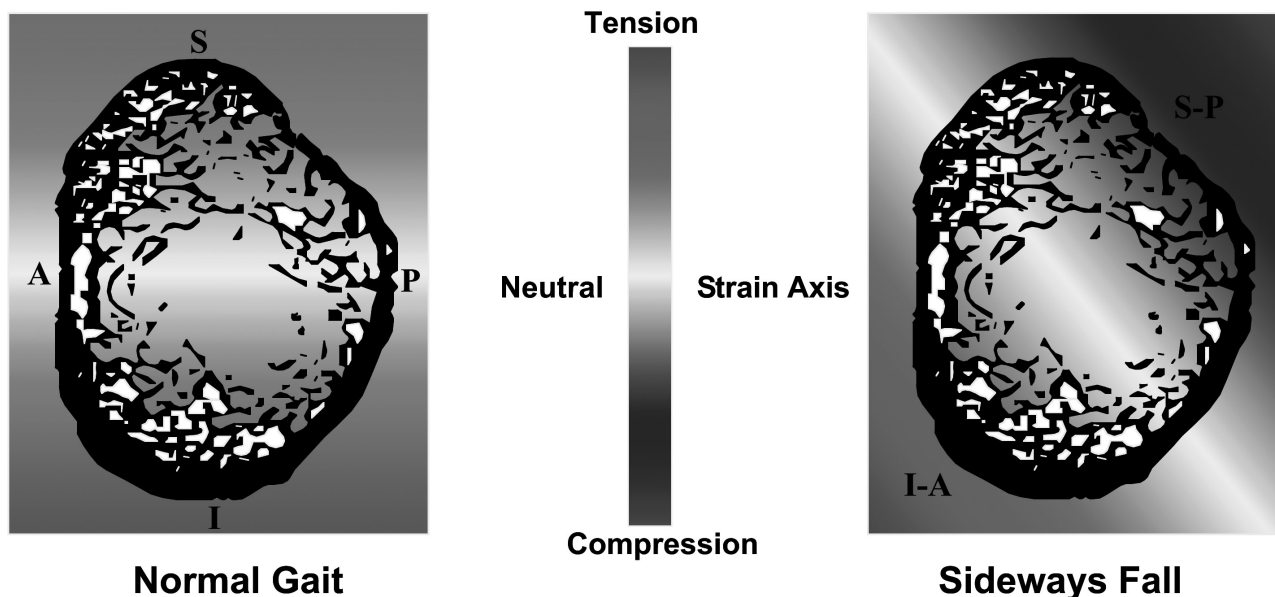 Tension
S
S-P
A
P
Neutral
Strain Axis
I-A
I
Compression
Normal Gait
Sideways Fall